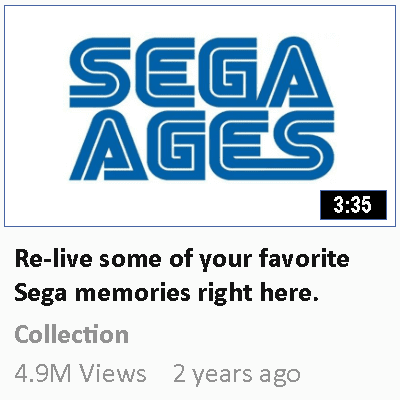 SEGA
AGES
3:35
Re-live some of your favorite
Sega memories right here.
Collection
4.9M Views 2 years ago